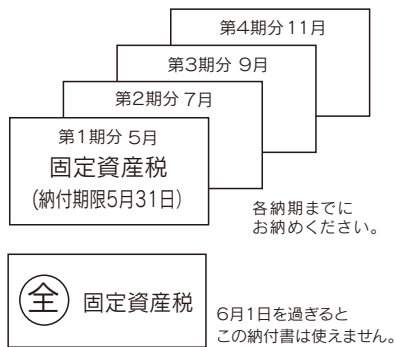 第4期分 11月
第3期分 9月
第2期分 7月
第1期分 5月
固定資産税
(納付期限5月31日)
各納期までに
お納めください。
全 固定資産税
6月1日を過ぎると
この納付書は使えません。